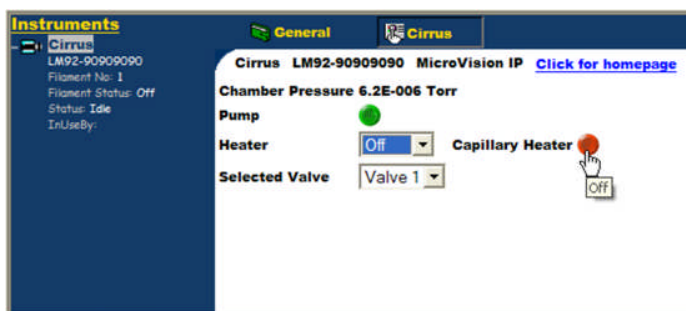 Instruments
Cirrus
LM92-90909090
Filament No: 1
Filament Status: Off
Status: Idle
InUseBy:
General
Cirrus
Cirrus LM92-90909090 MicroVision IP Click for homepage
Chamber Pressure 6.2E-006 Torr
Pump
Heater Off Capillary Heater
Off
Selected Valve Valve 1